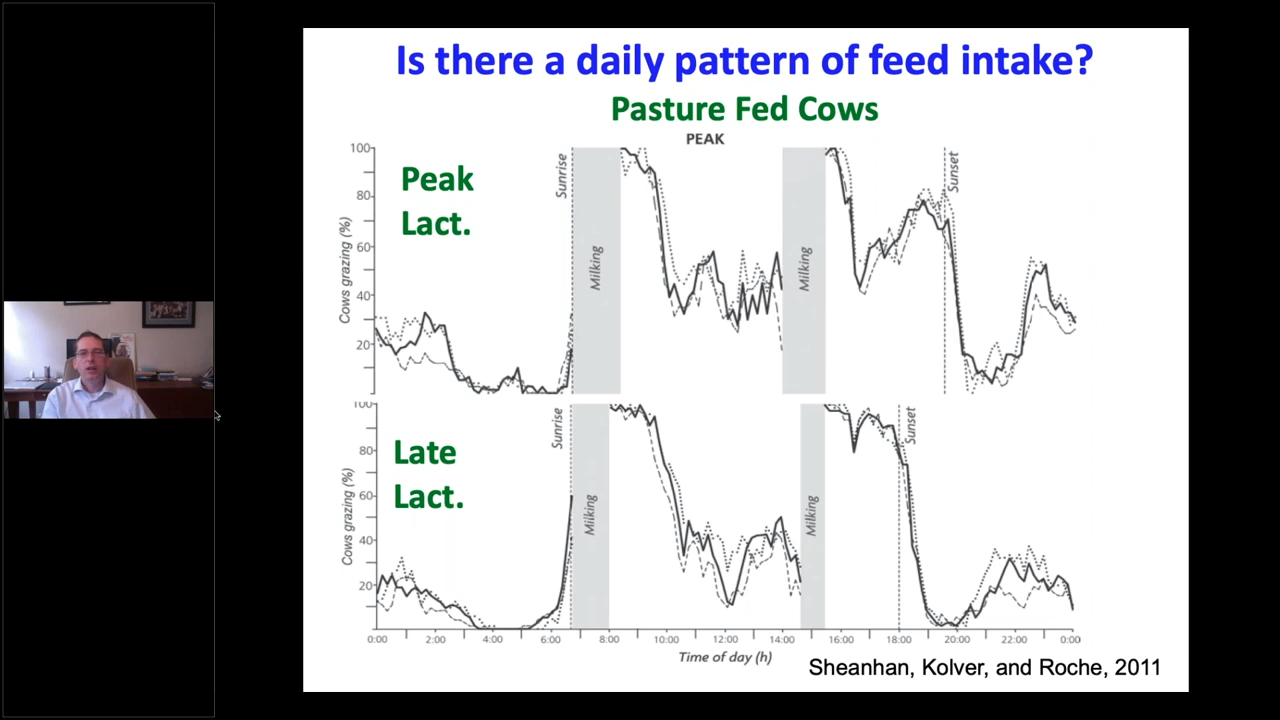 Is there a daily pattern of feed intake?
Pasture Fed Cows
PEAK
Peak
Lact.
Cows grazing (%)
100
80
60
40
20
Sunrise
Milking
Milking
Sunset
Late
Lact.
Cows grazing (%)
100
80
60
40
20
Sunrise
Milking
Milking
Sunset
0:00 2:00 4:00 6:00 8:00 10:00 12:00 14:00 16:00 18:00 20:00 22:00 0:00
Time of day (h)
Sheanhan, Kolver, and Roche, 2011